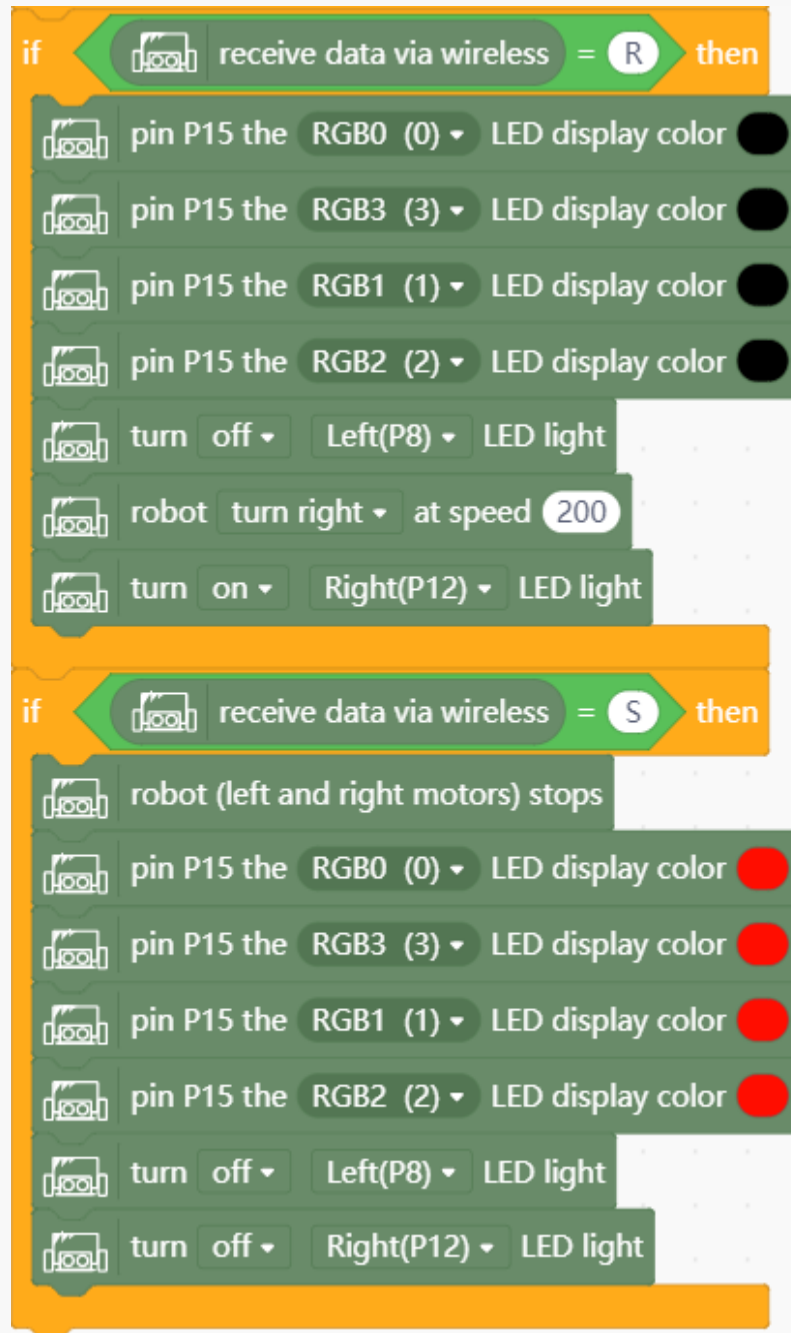 if receive data via wireless = R then
pin P15 the RGB0 (0) LED display color
pin P15 the RGB3 (3) LED display color
pin P15 the RGB1 (1) LED display color
pin P15 the RGB2 (2) LED display color
turn off Left(P8) LED light
robot turn right at speed 200
turn on Right(P12) LED light
if receive data via wireless = S then
robot (left and right motors) stops
pin P15 the RGB0 (0) LED display color
pin P15 the RGB3 (3) LED display color
pin P15 the RGB1 (1) LED display color
pin P15 the RGB2 (2) LED display color
turn off Left(P8) LED light
turn off Right(P12) LED light